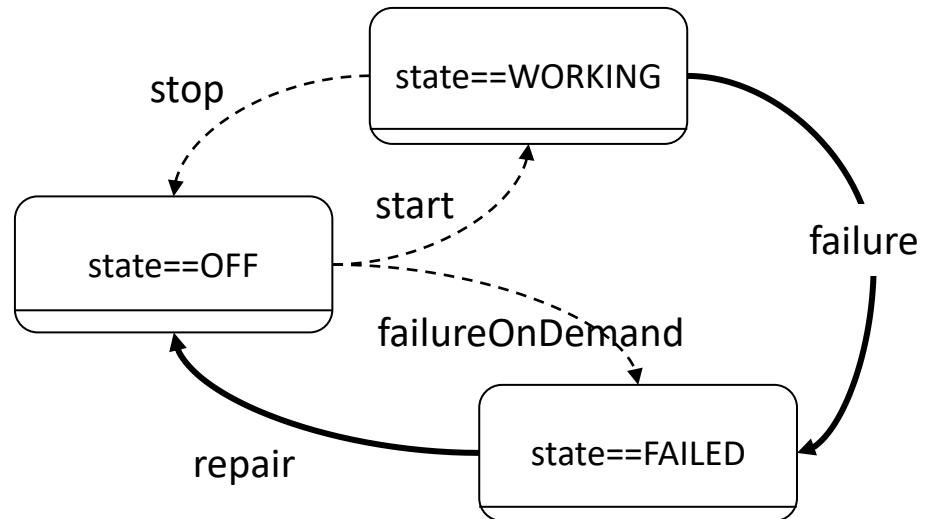 state==WORKING
stop
start
failure
state==OFF
failureOnDemand
state==FAILED
repair